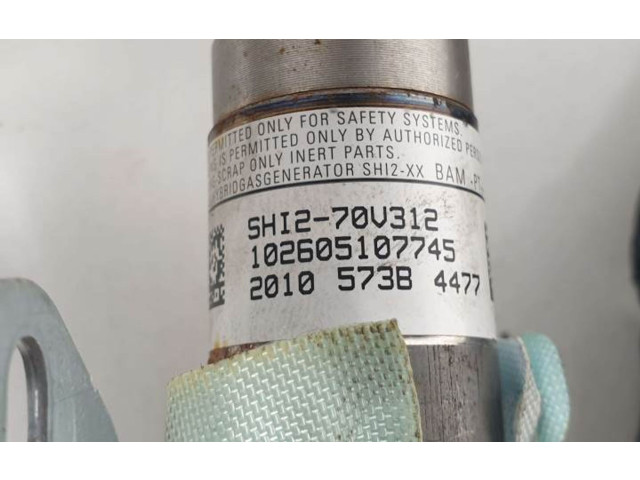 ONLY FOR SAFETY SYSTEMS.
IS PERMITTED ONLY BY AUTHORIZED
SCRAP ONLY INERT PARTS.
SHI2-XX BAM-PT
SHI2-70V312
102605107745
2010 573B 4477